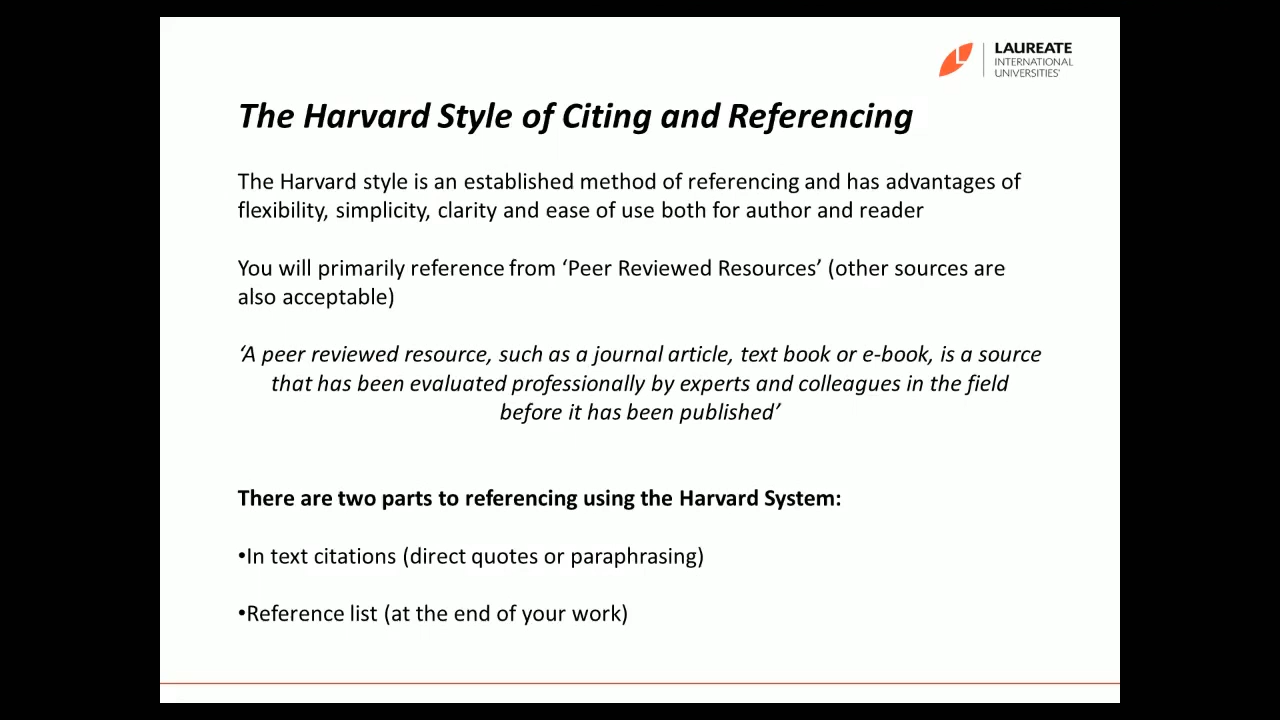 LAUREATE
INTERNATIONAL
UNIVERSITIES'
The Harvard Style of Citing and Referencing
The Harvard style is an established method of referencing and has advantages of
flexibility, simplicity, clarity and ease of use both for author and reader
You will primarily reference from ‘Peer Reviewed Resources’ (other sources are
also acceptable)
‘A peer reviewed resource, such as a journal article, text book or e-book, is a source
that has been evaluated professionally by experts and colleagues in the field
before it has been published’
There are two parts to referencing using the Harvard System:
•In text citations (direct quotes or paraphrasing)
•Reference list (at the end of your work)